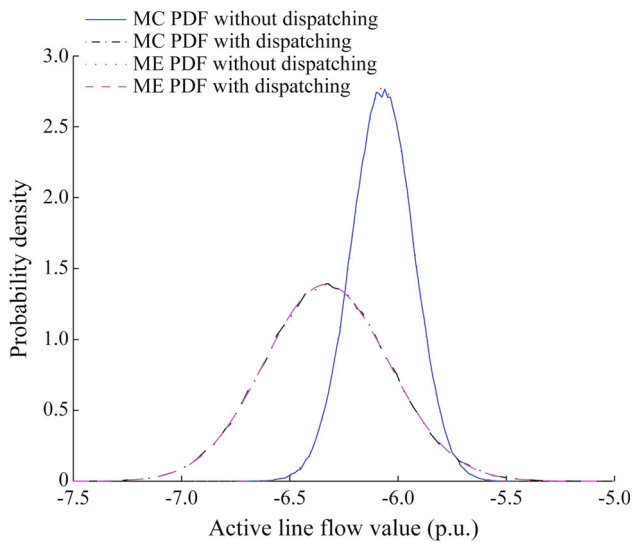 MC PDF without dispatching
MC PDF with dispatching
ME PDF without dispatching
ME PDF with dispatching
3.0
2.5
2.0
1.5
1.0
0.5
0
Probability density
-7.5 -7.0 -6.5 -6.0 -5.5 -5.0
Active line flow value (p.u.)